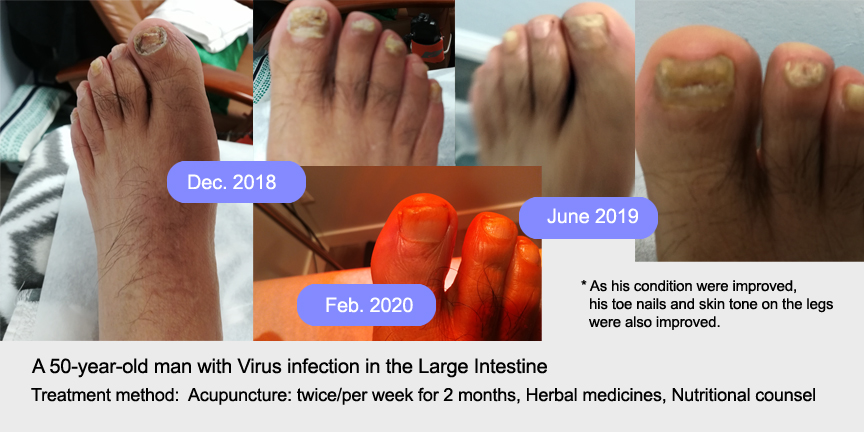 Dec. 2018
June 2019
Feb. 2020
* As his condition were improved,
his toe nails and skin tone on the legs
were also improved.
A 50-year-old man with Virus infection in the Large Intestine
Treatment method:  Acupuncture: twice/per week for 2 months, Herbal medicines, Nutritional counsel